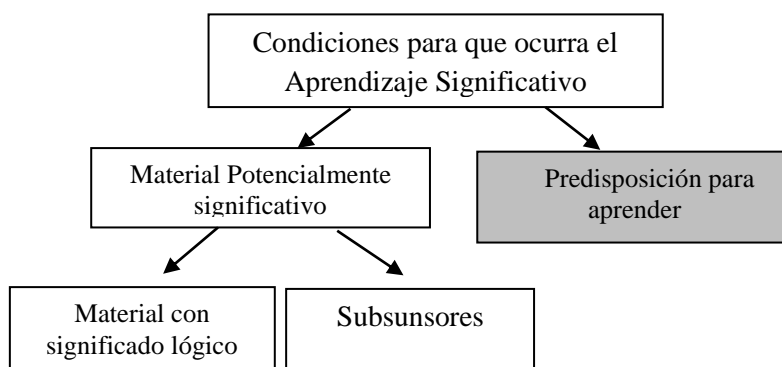 Condiciones para que ocurra el
Aprendizaje Significativo
Material Potencialmente
significativo
Predisposición para
aprender
Material con
significado lógico
Subsunsores